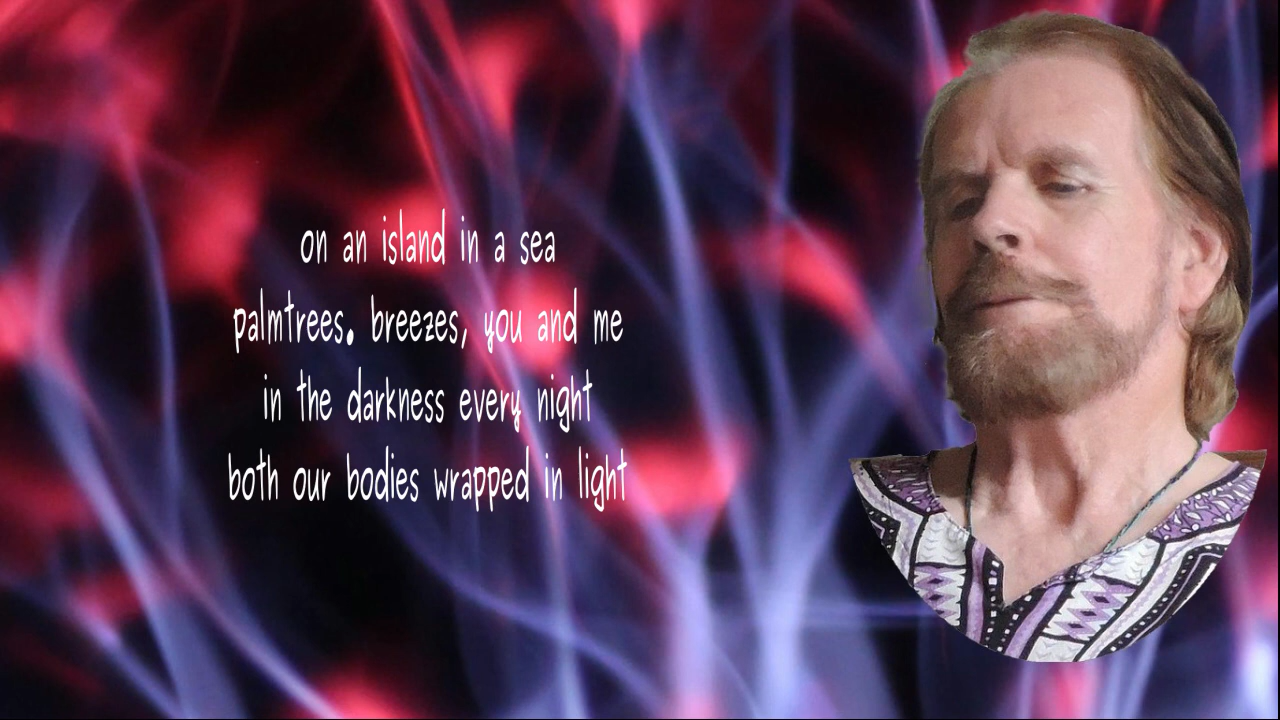 on an island in a sea
palmtrees. breezes, you and me
in the darkness every night
both our bodies wrapped in light